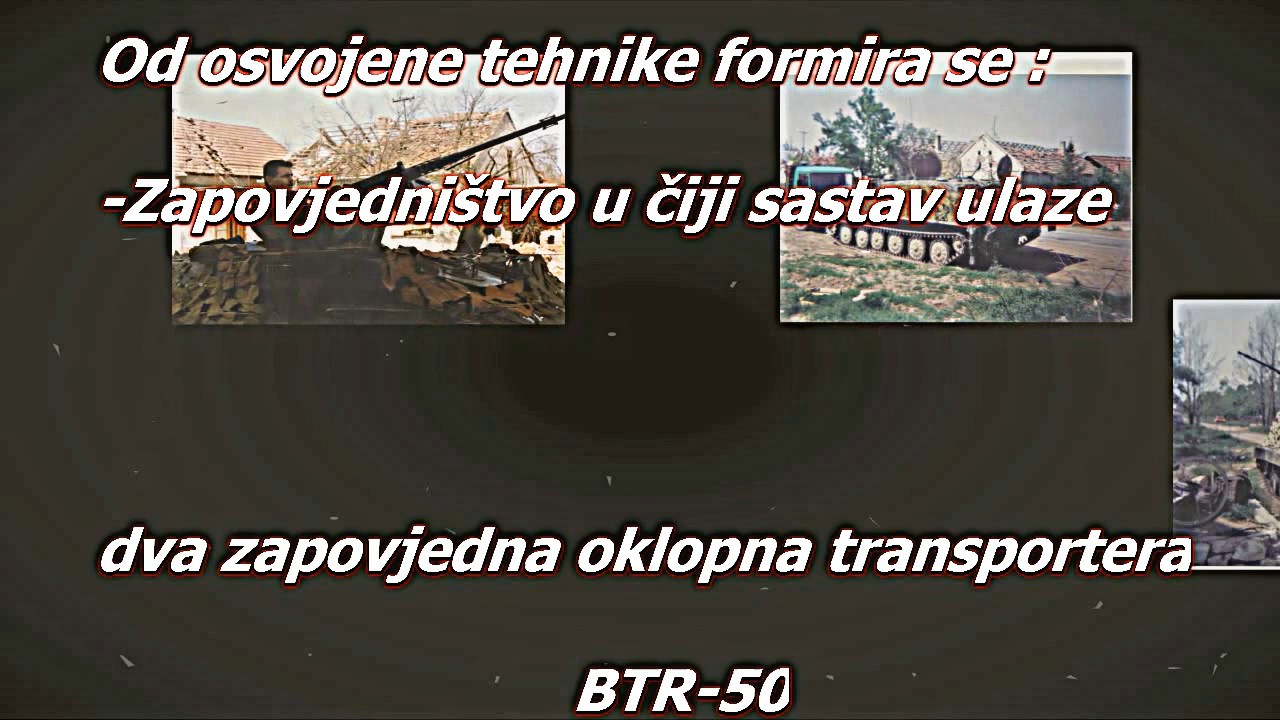 Od osvojene tehnike formira se :
-Zapovjedništvo u čiji sastav ulaze
dva zapovjedna oklopna transportera
BTR-50